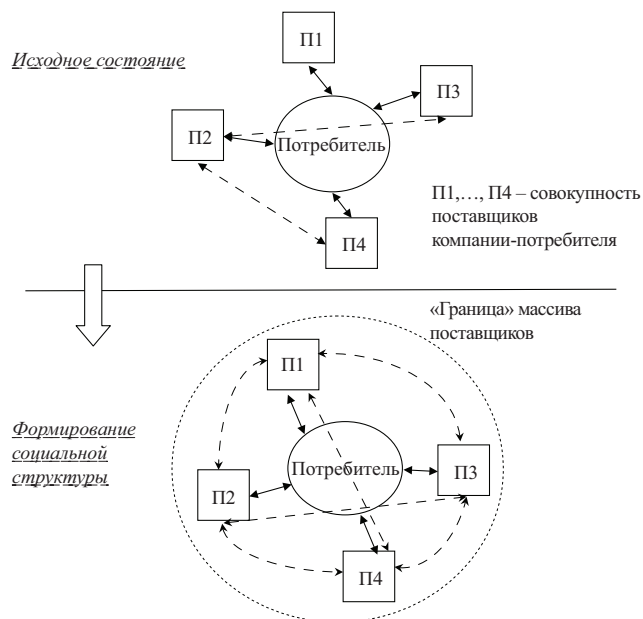 П1
Исходное состояние
П3
П2
Потребитель
П1,…, П4 – совокупность
поставщиков
компании-потребителя
П4
«Граница» массива
поставщиков
П1
Формирование
социальной
структуры
Потребитель
П3
П2
П4